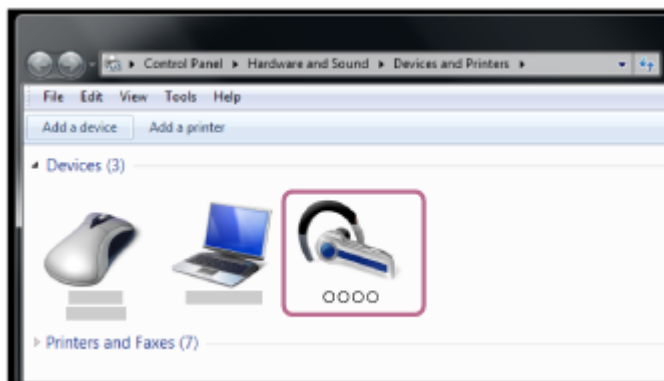 Control Panel ▸ Hardware and Sound ▸ Devices and Printers ▸
File Edit View Tools Help
Add a device Add a printer
Devices (3)
OOOO
Printers and Faxes (7)